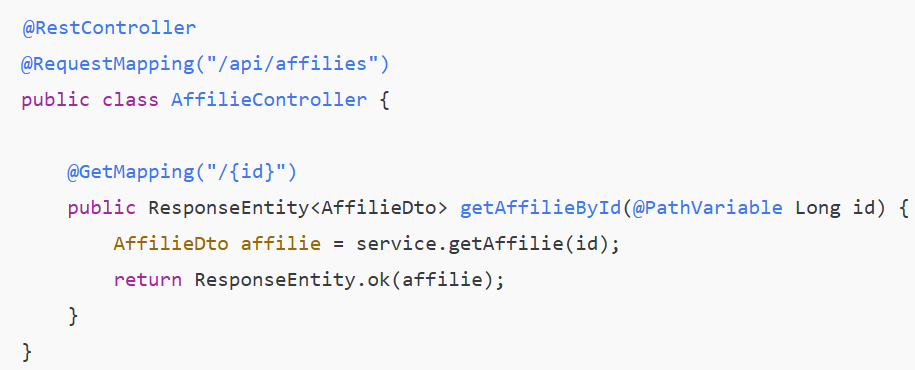 @RestController
@RequestMapping("/api/affilies")
public class AffilieController {
@GetMapping("/{id}")
public ResponseEntity<AffilieDto> getAffilieById(@PathVariable Long id) {
AffilieDto affilie = service.getAffilie(id);
return ResponseEntity.ok(affilie);
}
}